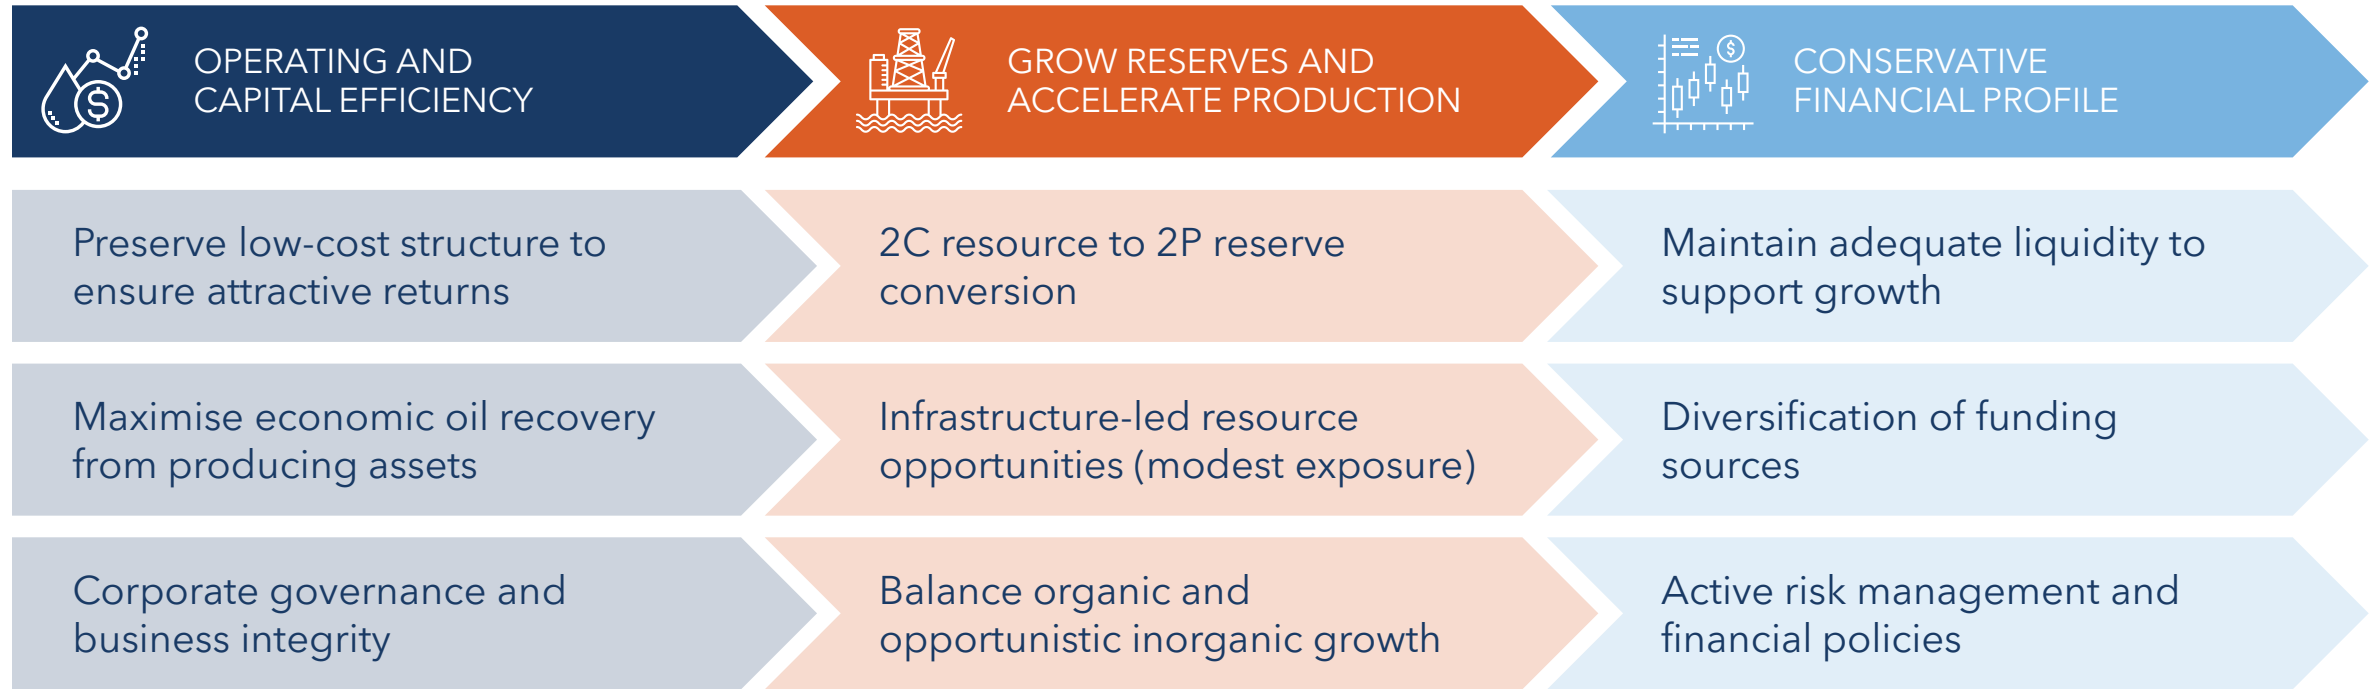 OPERATING AND
CAPITAL EFFICIENCY
GROW RESERVES AND
ACCELERATE PRODUCTION
CONSERVATIVE
FINANCIAL PROFILE
Preserve low-cost structure to
ensure attractive returns
2C resource to 2P reserve
conversion
Maintain adequate liquidity to
support growth
Maximise economic oil recovery
from producing assets
Infrastructure-led resource
opportunities (modest exposure)
Diversification of funding
sources
Corporate governance and
business integrity
Balance organic and
opportunistic inorganic growth
Active risk management and
financial policies